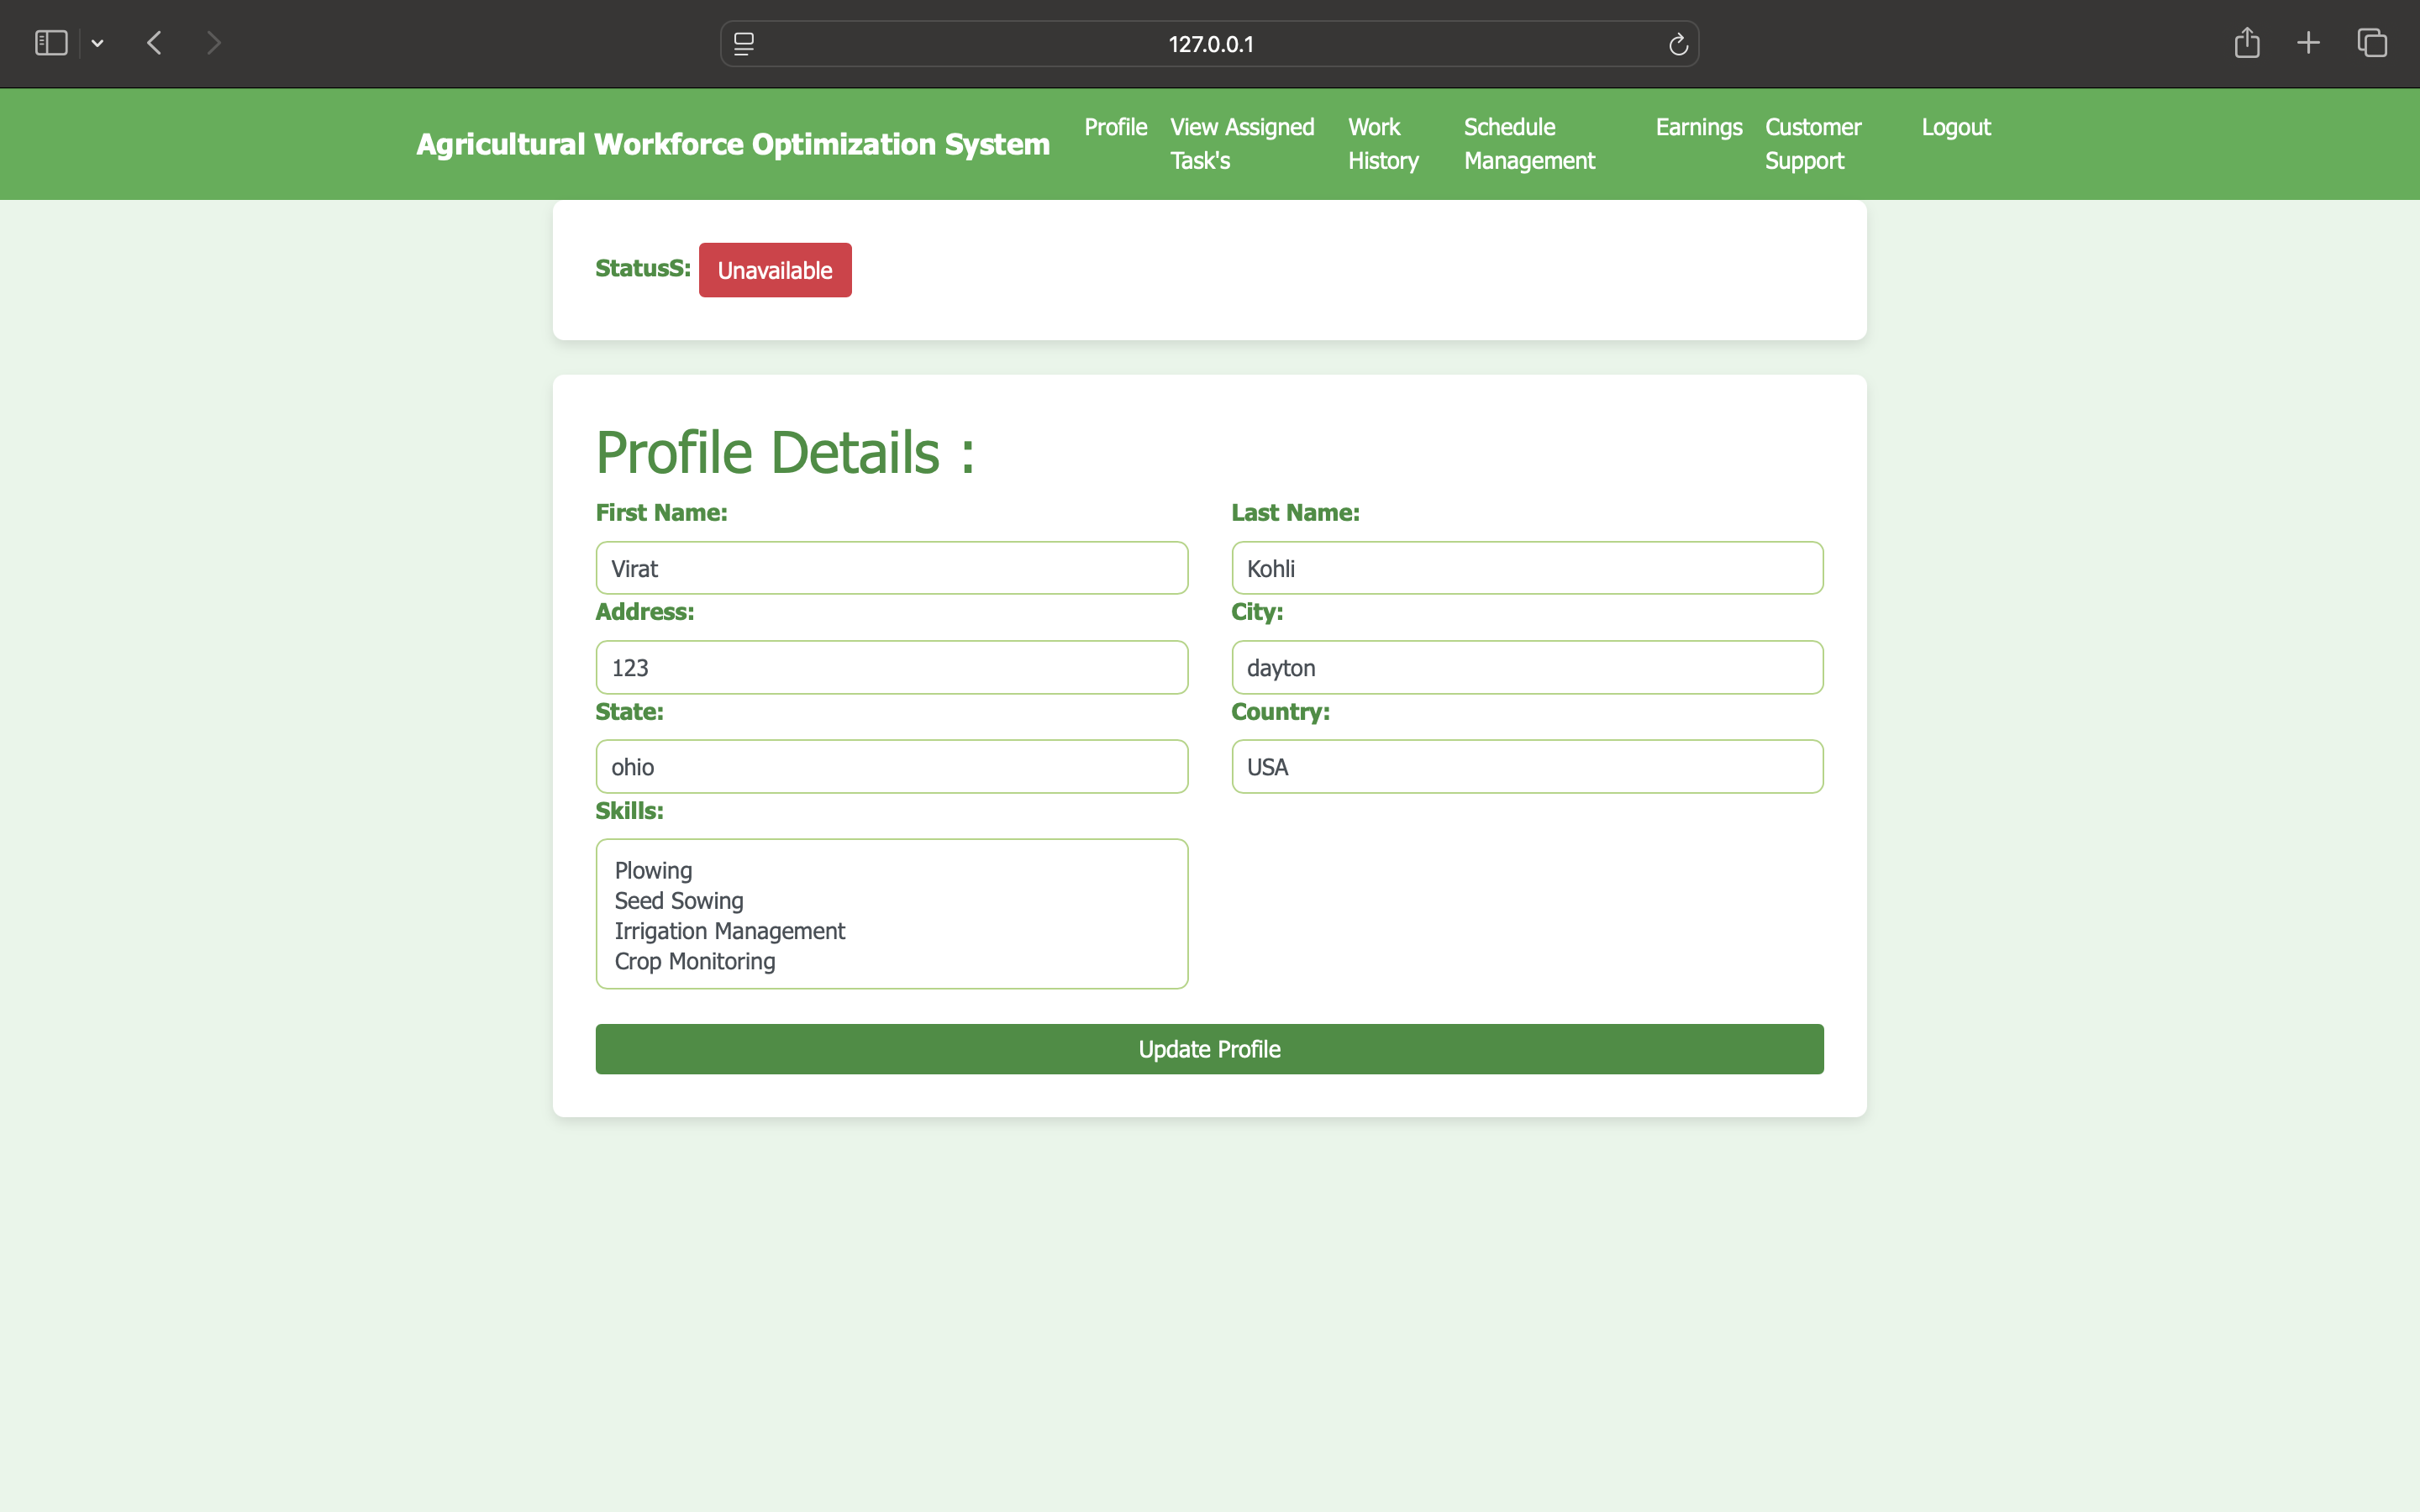 127.0.0.1
Agricultural Workforce Optimization System
Profile
View Assigned
Task's
Work
History
Schedule
Management
Earnings
Customer
Support
Logout
StatusS: Unavailable
Profile Details :
First Name:
Last Name:
Virat
Kohli
Address:
City:
123
dayton
State:
Country:
ohio
USA
Skills:
Plowing
Seed Sowing
Irrigation Management
Crop Monitoring
Update Profile